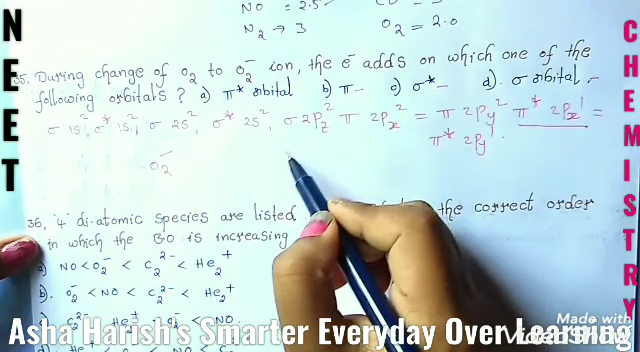 NO = 2.5
N2 → 3 O2 = 2.0
35. During change of O2 to O2⁻ ion, the e⁻ adds on which one of the
following orbitals? a) π* orbital b) π – c) σ* – d). σ orbital –
σ 1s², σ* 1s², σ 2s², σ* 2s², σ 2Pz² π 2Px² = π 2Py² π* 2Px¹ =
π* 2Py¹.
O2⁻
36, '4' di-atomic species are listed the correct order
in which the BO is increasing
a) NO < O2⁻ < C2²⁻ < He2⁺
b). O2⁻ < NO < C2²⁻ < He2⁺
NEET
CHEMISTRY
Asha Harish's Smarter Everyday Over Learning
Made with
VideoShow